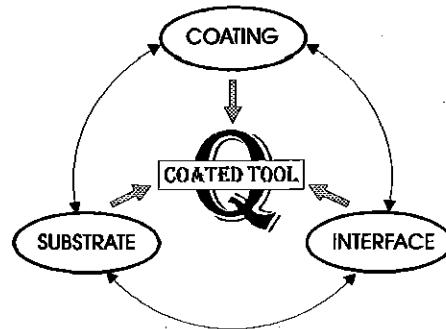 COATING
Q
COATED TOOL
SUBSTRATE
INTERFACE